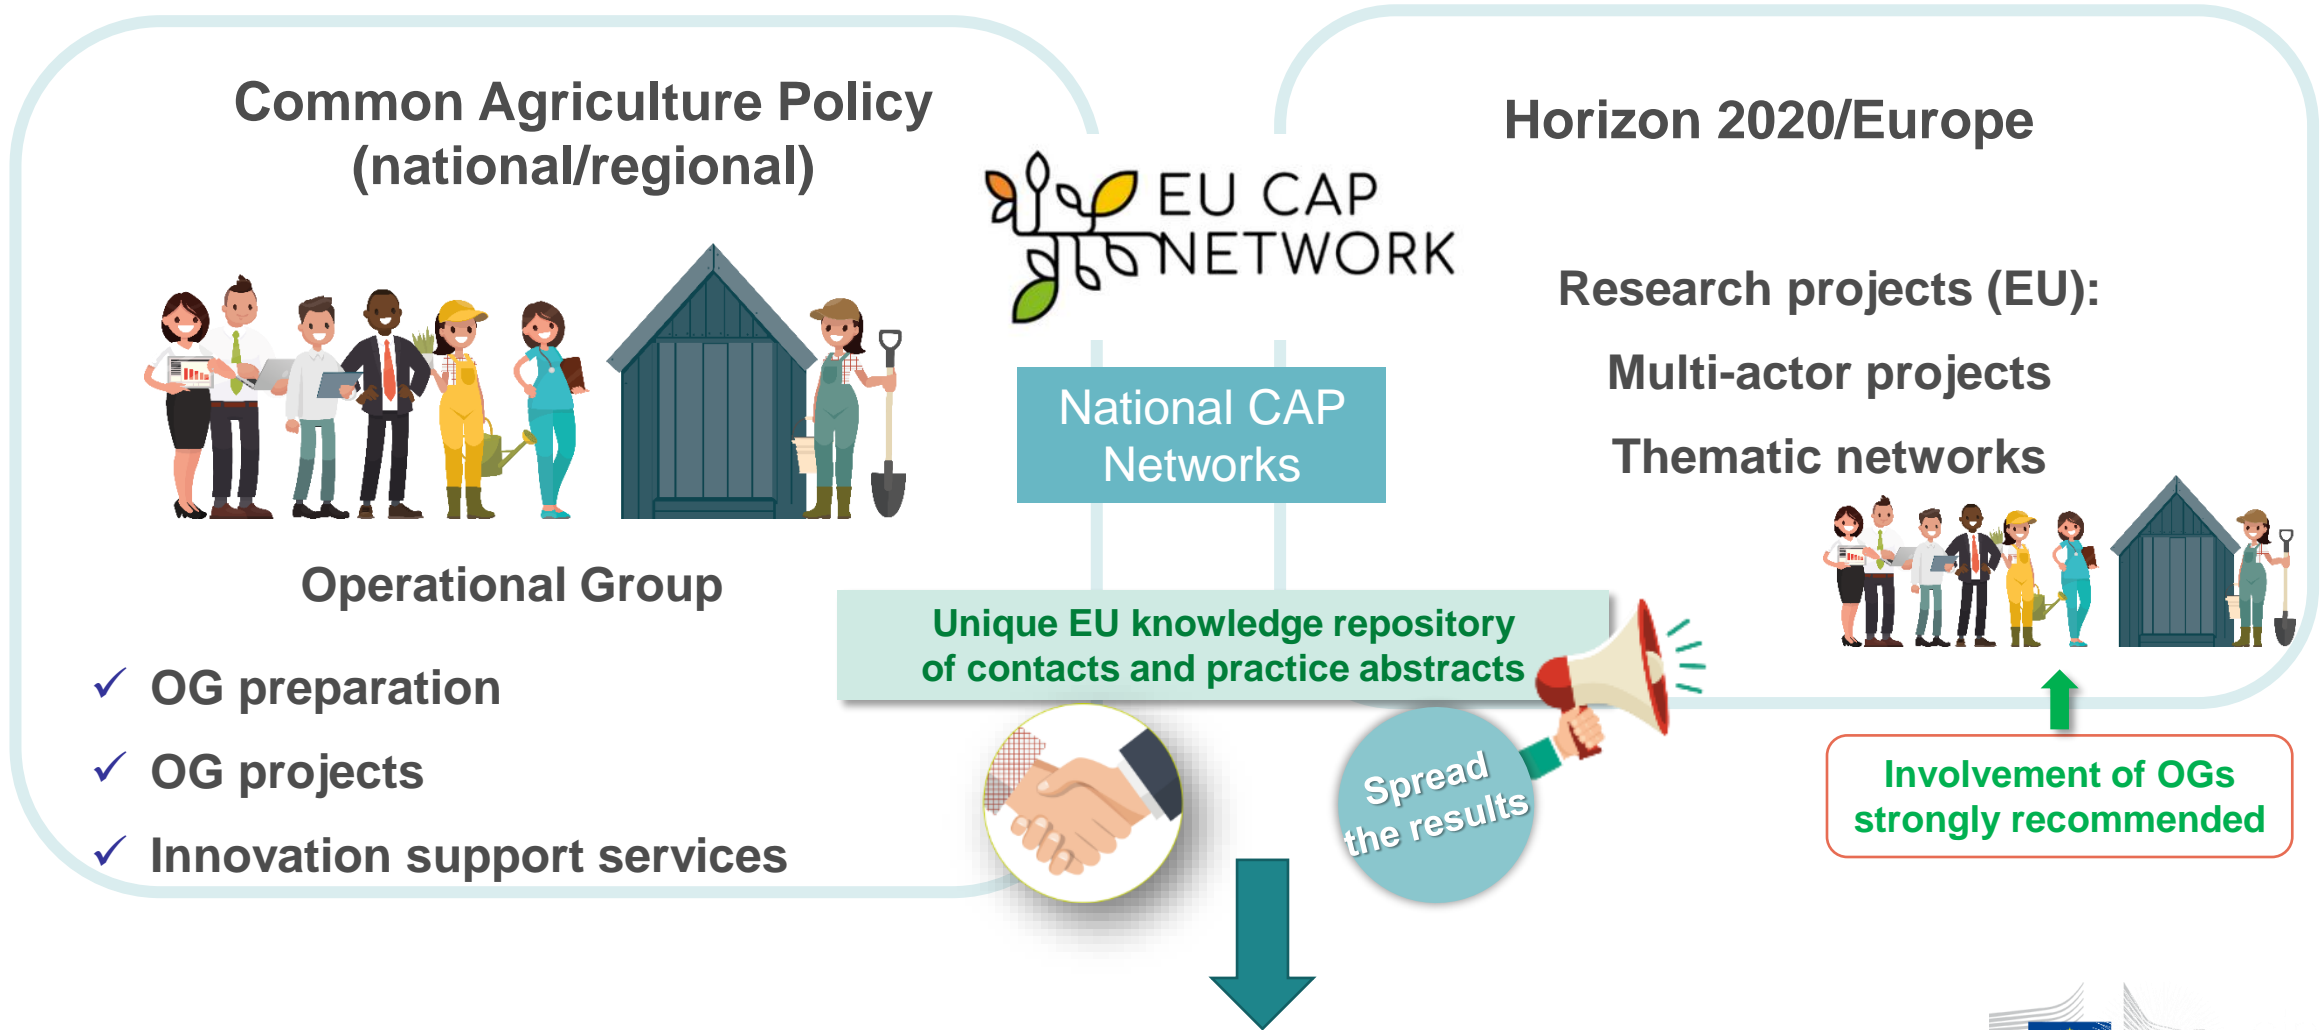 Common Agriculture Policy
(national/regional)
Operational Group
✓ OG preparation
✓ OG projects
✓ Innovation support services
EU CAP
NETWORK
National CAP
Networks
Unique EU knowledge repository
of contacts and practice abstracts
Spread
the results
Horizon 2020/Europe
Research projects (EU):
Multi-actor projects
Thematic networks
Involvement of OGs
strongly recommended